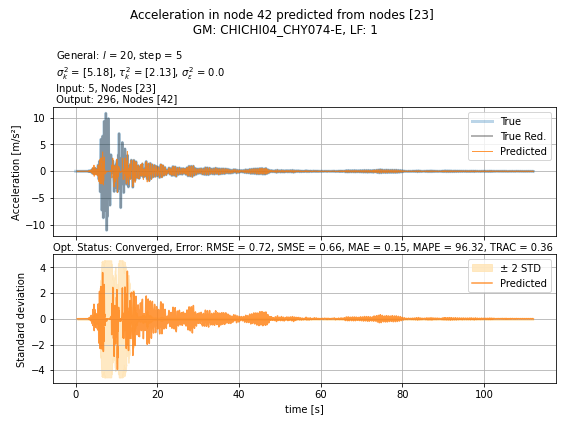 Acceleration in node 42 predicted from nodes [23]
GM: CHICHI04_CHY074-E, LF: 1
General: l = 20, step = 5
σ²ₖ = [5.18], τ²ₖ = [2.13], σ²ε = 0.0
Input: 5, Nodes [23]
Output: 296, Nodes [42]
Acceleration [m/s²]
10
5
0
−5
−10
True
True Red.
Predicted
Opt. Status: Converged, Error: RMSE = 0.72, SMSE = 0.66, MAE = 0.15, MAPE = 96.32, TRAC = 0.36
Standard deviation
4
2
0
−2
−4
± 2 STD
Predicted
0 20 40 60 80 100
time [s]